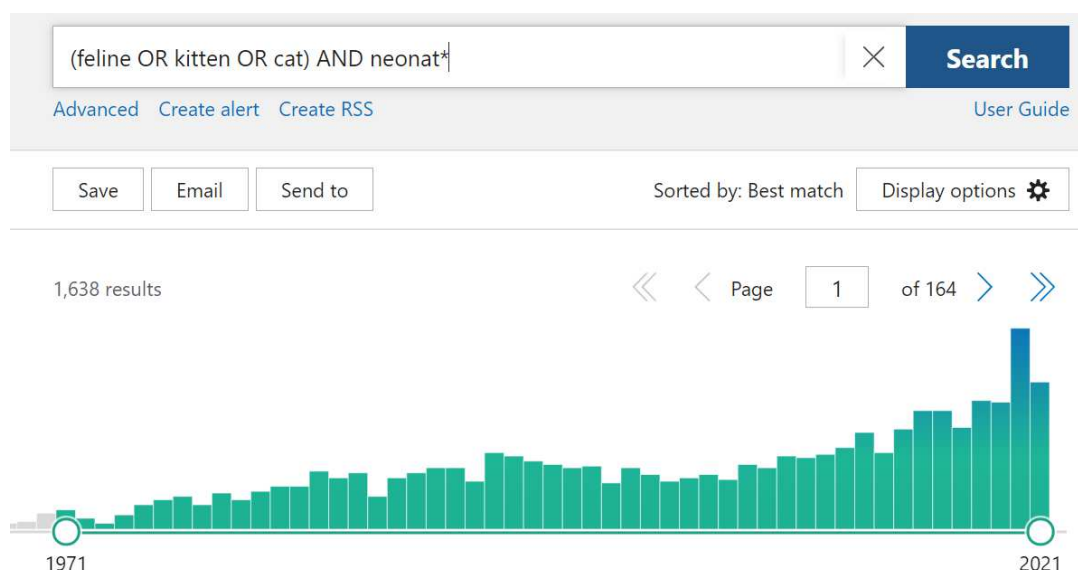 (feline OR kitten OR cat) AND neonat*
Search
Advanced Create alert Create RSS
User Guide
Save Email Send to
Sorted by: Best match
Display options
1,638 results
Page 1 of 164
1971
2021